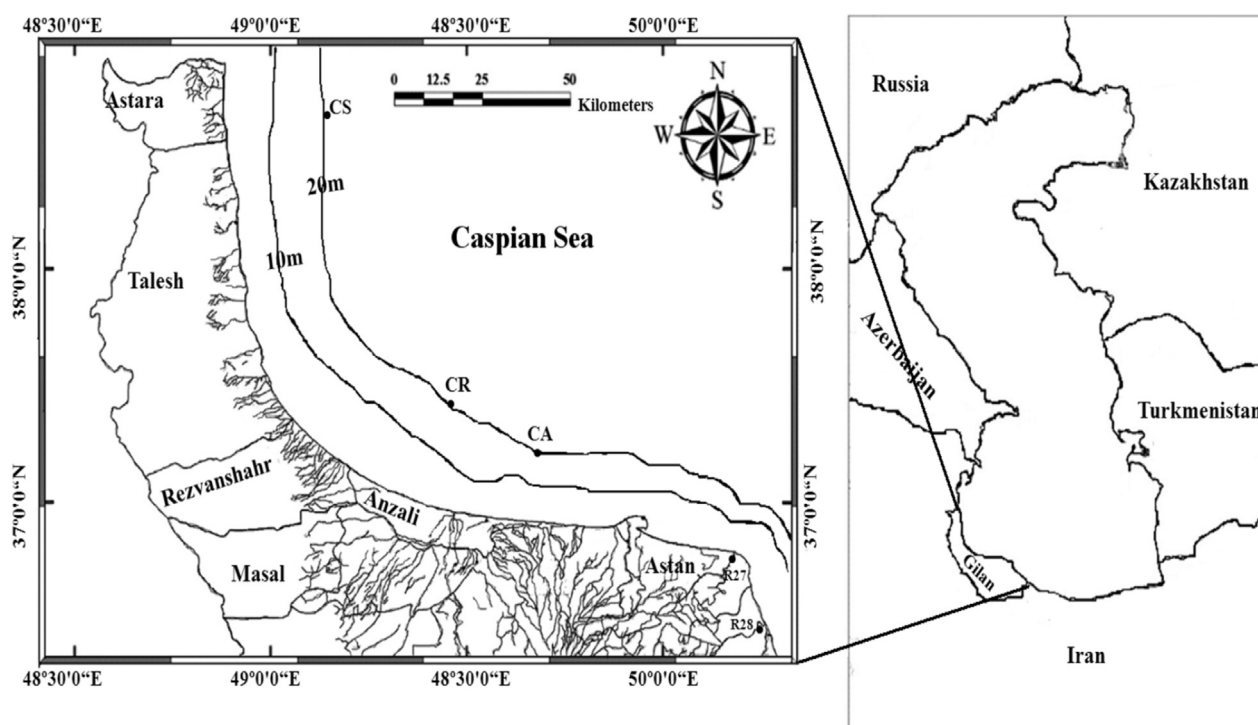 48°30'0“E 49°0'0“E 48°30'0“E 50°0'0“E
0 12.5 25 50
Kilometers
N
W E
S
Astara
CS
20m
Caspian Sea
10m
Talesh
38°0'0“N
38°0'0“N
CR
CA
Rezvanshahr
Anzali
37°0'0“N
37°0'0“N
Masal
Astan
R27
R28
48°30'0“E 49°0'0“E 48°30'0“E 50°0'0“E
Russia
Kazakhstan
Azerbaijan
Turkmenistan
Gilan
Iran